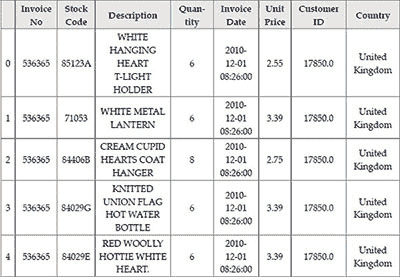 Invoice No Stock Code Description Quan-tity Invoice Date Unit Price Customer ID Country
0 536365 85123A WHITE HANGING HEART T-LIGHT HOLDER 6 2010-12-01 08:26:00 2.55 17850.0 United Kingdom
1 536365 71053 WHITE METAL LANTERN 6 2010-12-01 08:26:00 3.39 17850.0 United Kingdom
2 536365 84406B CREAM CUPID HEARTS COAT HANGER 8 2010-12-01 08:26:00 2.75 17850.0 United Kingdom
3 536365 84029G KNITTED UNION FLAG HOT WATER BOTTLE 6 2010-12-01 08:26:00 3.39 17850.0 United Kingdom
4 536365 84029E RED WOOLLY HOTTIE WHITE HEART. 6 2010-12-01 08:26:00 3.39 17850.0 United Kingdom